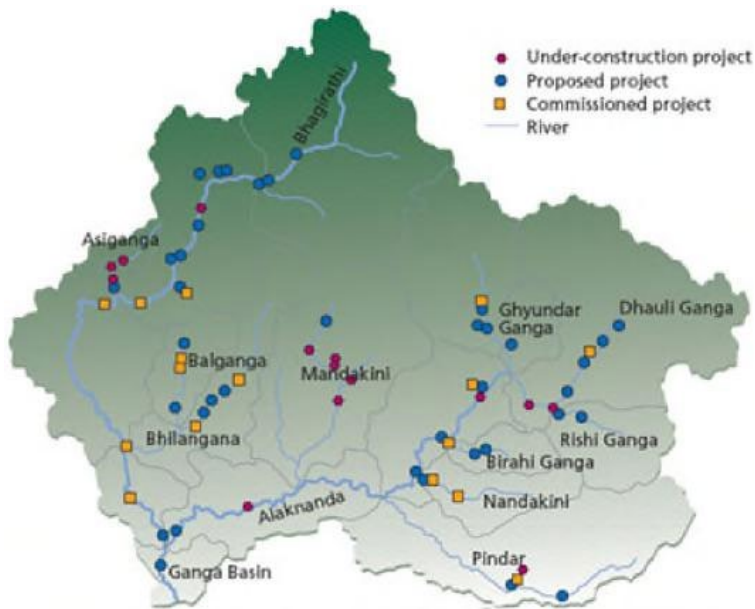 Under-construction project
Proposed project
Commissioned project
River
Bhagirathi
Asiganga
Ghyundar
Ganga
Dhauli Ganga
Balganga
Mandakini
Bhilangana
Rishi Ganga
Birahi Ganga
Nandakini
Alaknanda
Pindar
Ganga Basin